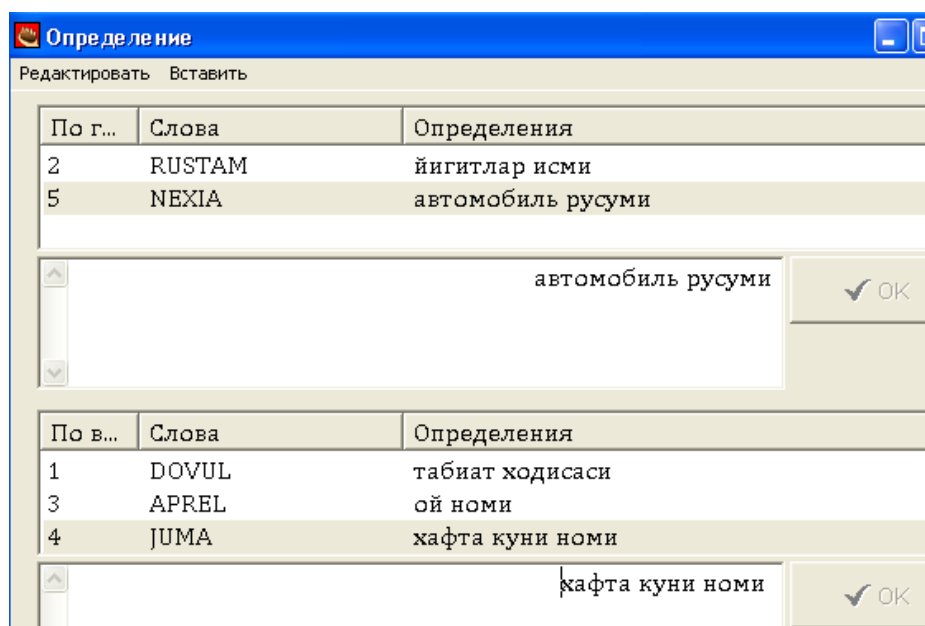 Определение
Редактировать Вставить
По г... Слова Определения
2 RUSTAM йигитлар исми
5 NEXIA автомобиль русуми
автомобиль русуми
OK
По в... Слова Определения
1 DOVUL табиат ходисаси
3 APREL ой номи
4 JUMA хафта куни номи
хафта куни номи
OK